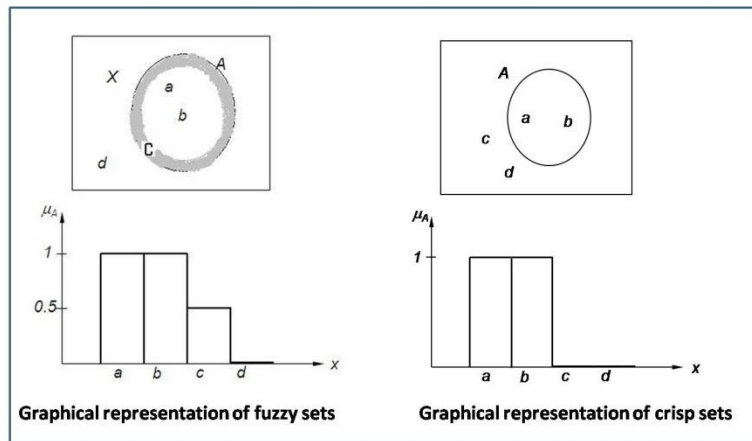 X
A
a
b
C
d
μA
1
0.5
a b c d
x
Graphical representation of fuzzy sets
A
a b
c
d
μA
1
a b c d
x
Graphical representation of crisp sets